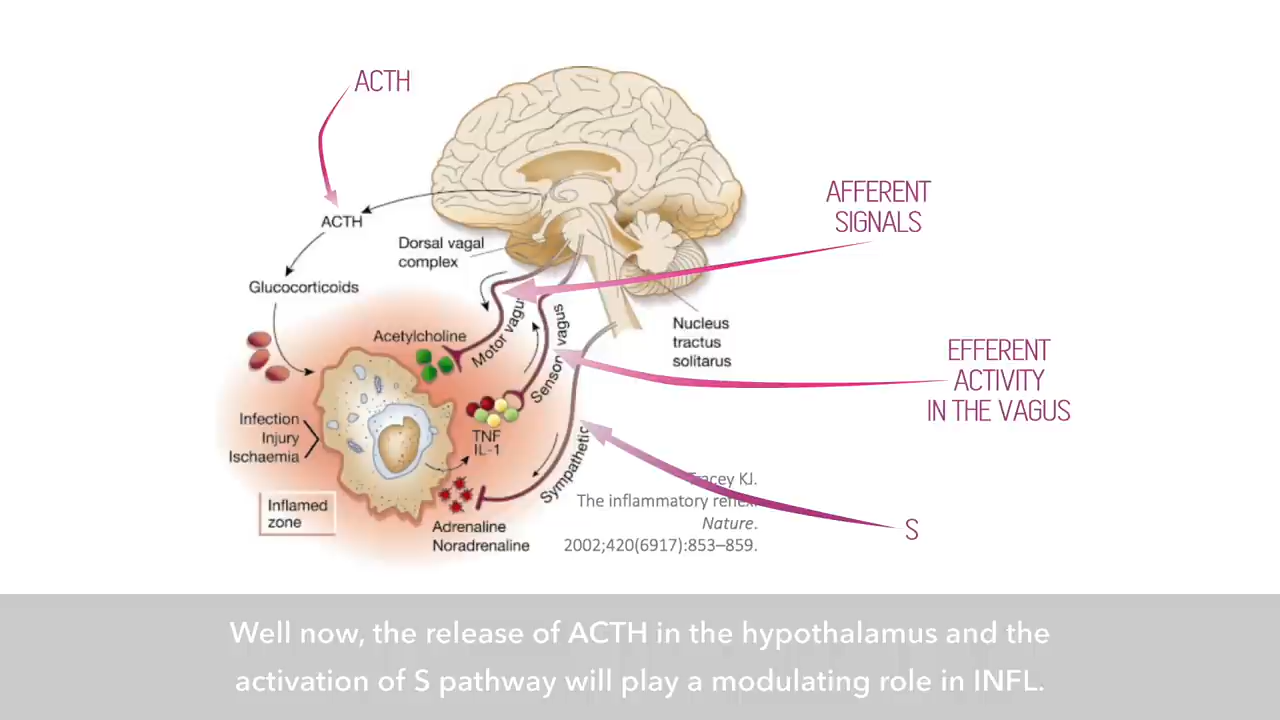 ACTH
AFFERENT
SIGNALS
ACTH
Dorsal vagal
complex
Glucocorticoids
Nucleus
tractus
solitarus
Acetylcholine
Motor vagus
Sensory vagus
EFFERENT
ACTIVITY
IN THE VAGUS
Infection
Injury
Ischaemia
TNF
IL-1
Sympathetic
Inflamed
zone
Adrenaline
Noradrenaline
Tracey KJ.
The inflammatory reflex.
Nature.
2002;420(6917):853–859.
S
Well now, the release of ACTH in the hypothalamus and the
activation of S pathway will play a modulating role in INFL.